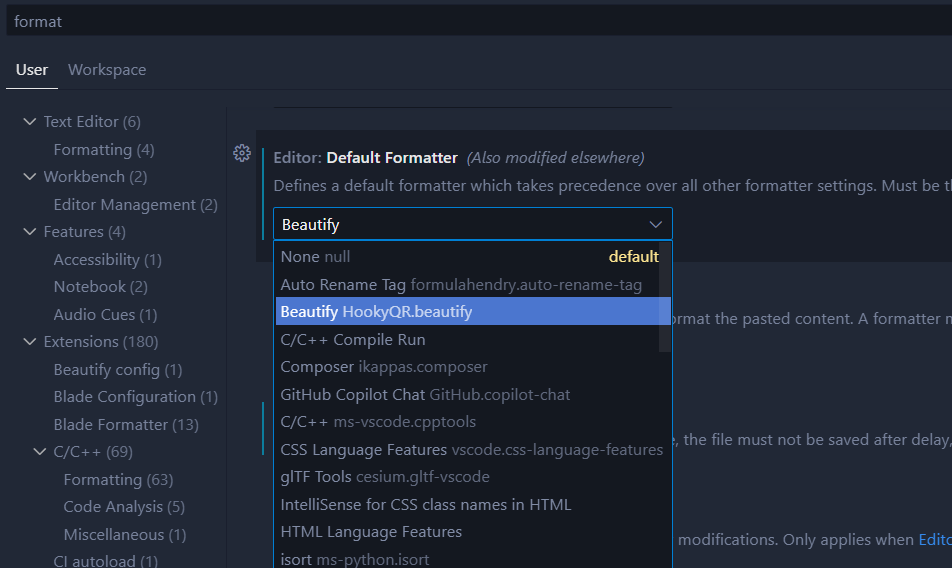 format
User Workspace
Text Editor (6)
Formatting (4)
Workbench (2)
Editor Management (2)
Features (4)
Accessibility (1)
Notebook (2)
Audio Cues (1)
Extensions (180)
Beautify config (1)
Blade Configuration (1)
Blade Formatter (13)
C/C++ (69)
Formatting (63)
Code Analysis (5)
Miscellaneous (1)
CI autoload (1)
Editor: Default Formatter (Also modified elsewhere)
Defines a default formatter which takes precedence over all other formatter settings. Must be
Beautify
None null default
Auto Rename Tag formulahendry.auto-rename-tag
Beautify HookyQR.beautify
ormat the pasted content. A formatter
C/C++ Compile Run
Composer ikappas.composer
GitHub Copilot Chat GitHub.copilot-chat
C/C++ ms-vscode.cpptools
, the file must not be saved after delay,
CSS Language Features vscode.css-language-features
glTF Tools cesium.gltf-vscode
IntelliSense for CSS class names in HTML
HTML Language Features
modifications. Only applies when Edito
isort ms-python.isort